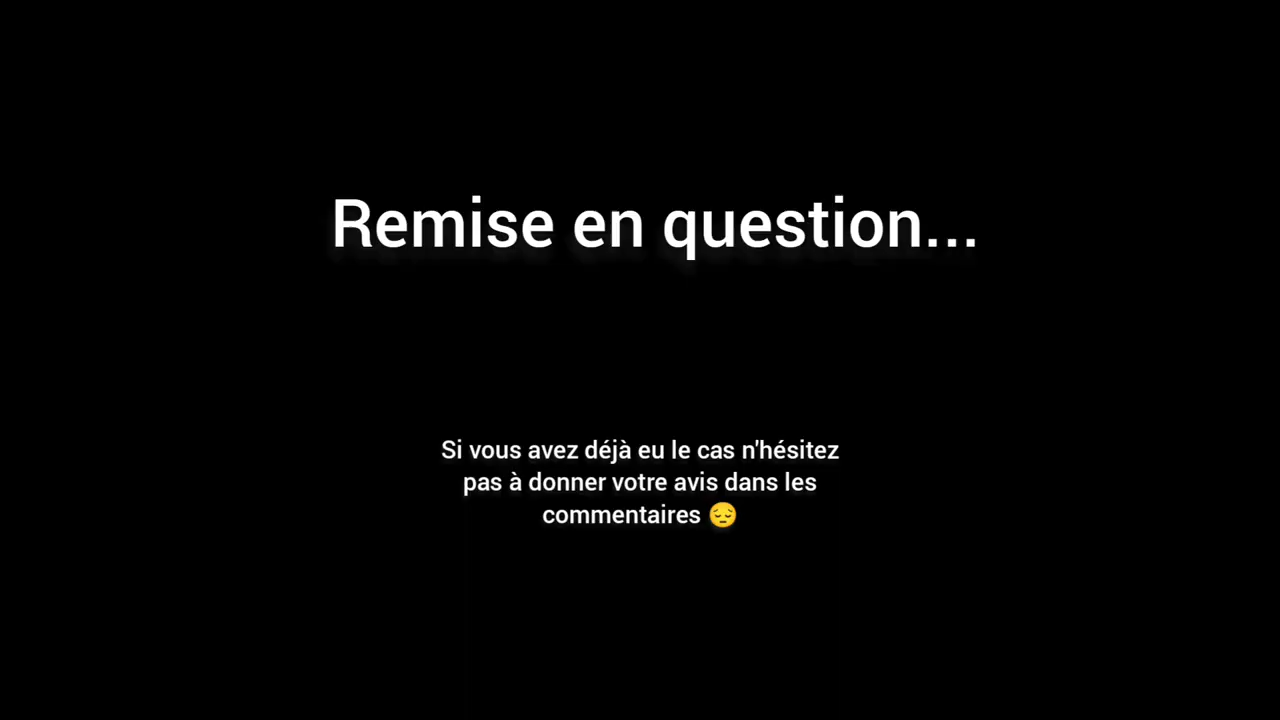 Remise en question...
Si vous avez déjà eu le cas n'hésitez
pas à donner votre avis dans les
commentaires 😔